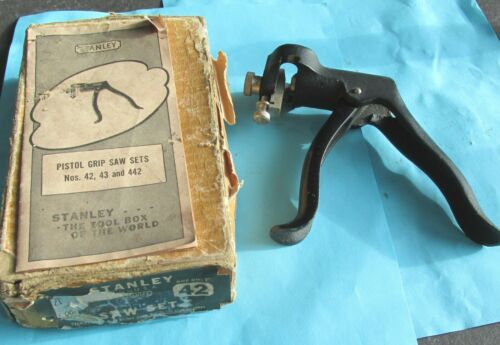 STANLEY
PISTOL GRIP SAW SETS
Nos. 42, 43 and 442
STANLEY - - - -
-THE TOOL BOX
OF THE WORLD
STANLEY
42
SAW SETS